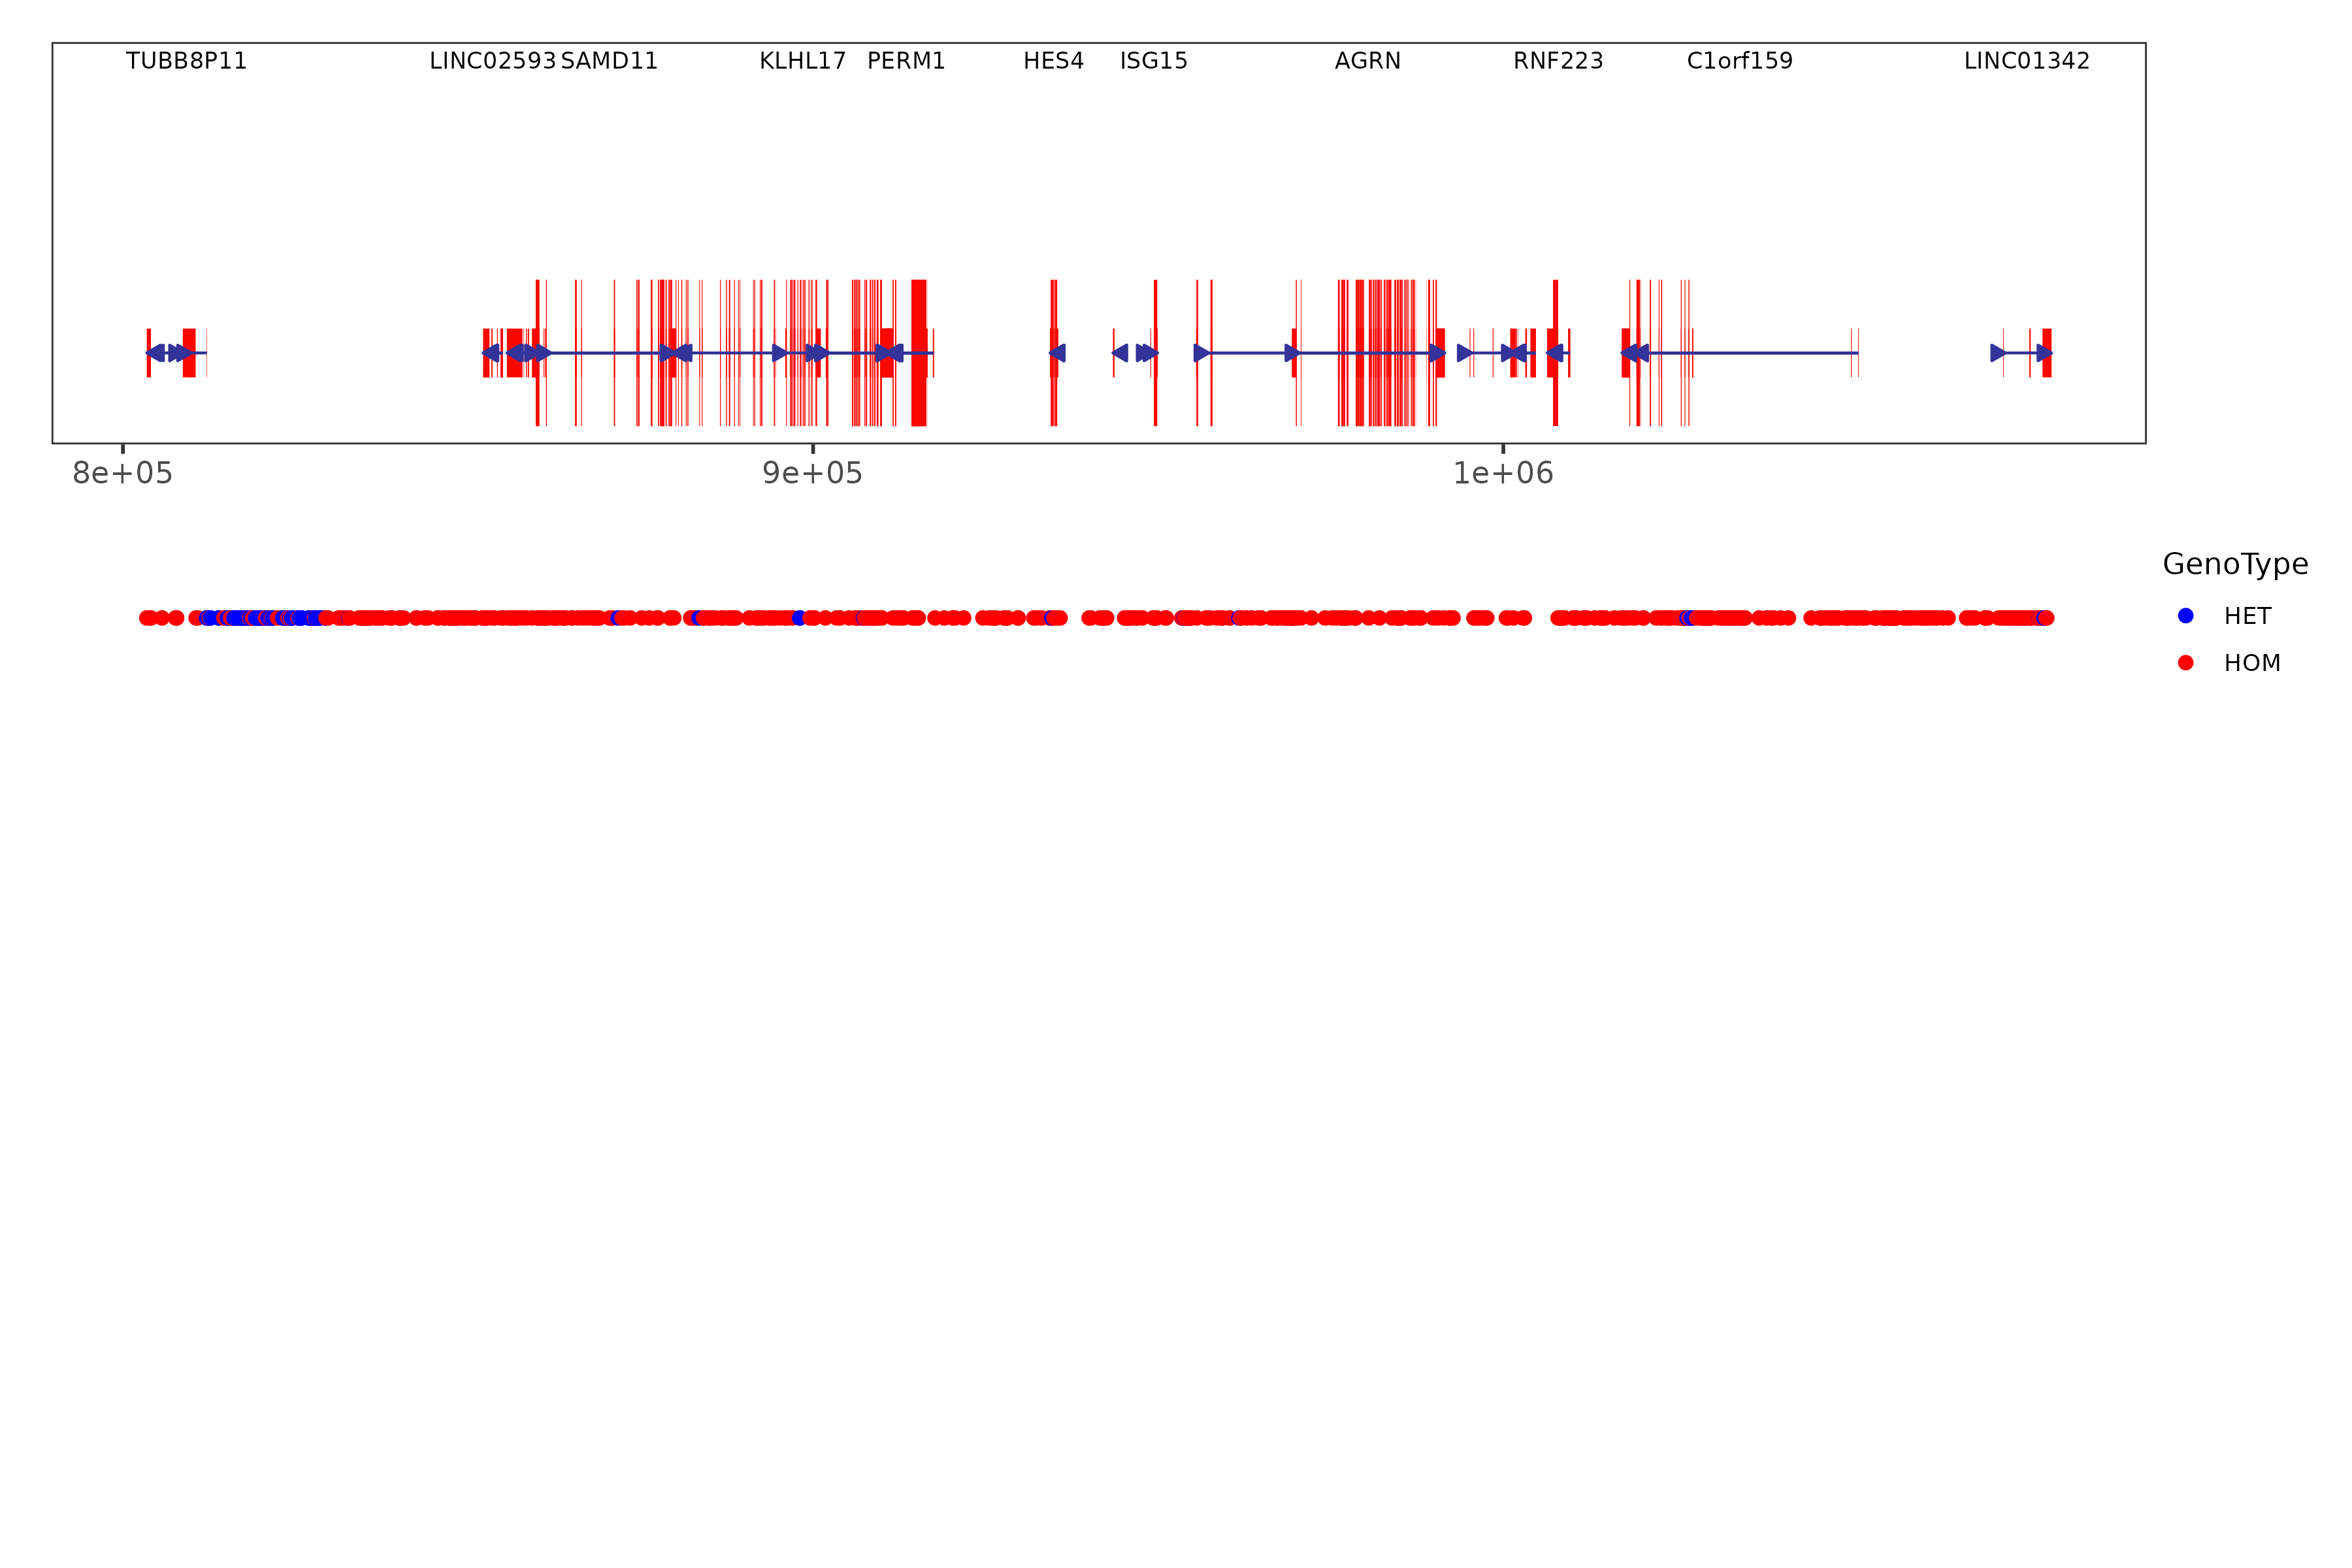 TUBB8P11 LINC02593 SAMD11 KLHL17 PERM1 HES4 ISG15 AGRN RNF223 C1orf159 LINC01342
8e+05 9e+05 1e+06
GenoType
HET
HOM